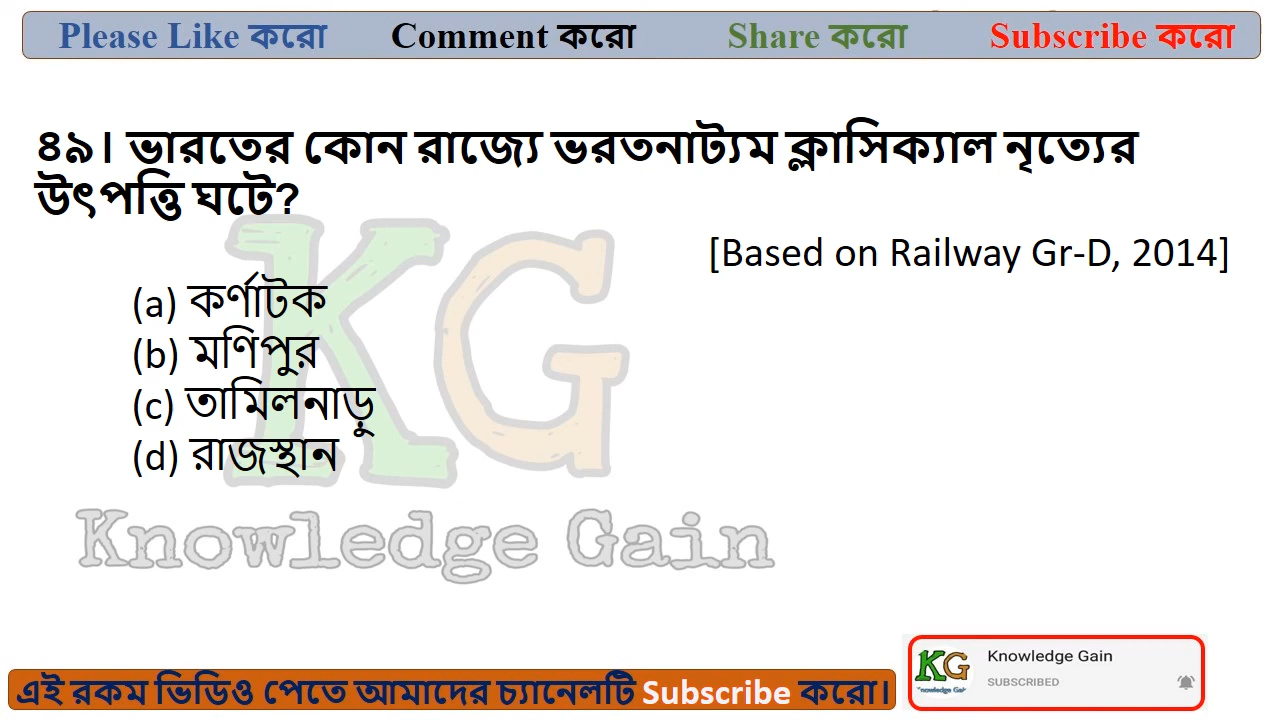 Please Like করো Comment করো Share করো Subscribe করো
৪৯। ভারতের কোন রাজ্যে ভরতনাট্যম ক্লাসিক্যাল নৃত্যের
উৎপত্তি ঘটে?
[Based on Railway Gr-D, 2014]
(a) কর্ণাটক
(b) মণিপুর
(c) তামিলনাড়ু
(d) রাজস্থান
KG
Knowledge Gain
এই রকম ভিডিও পেতে আমাদের চ্যানেলটি Subscribe করো।
KG
Knowledge Gain
SUBSCRIBED